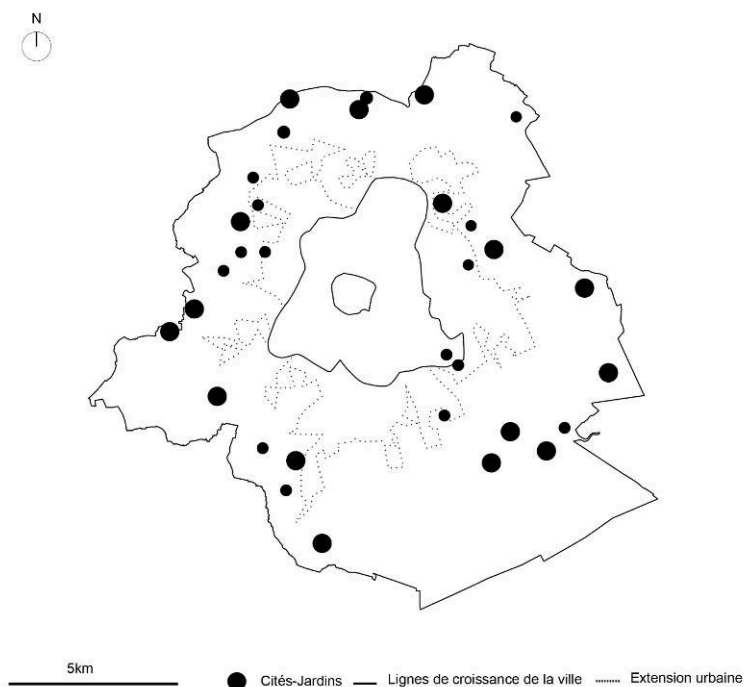 N
5km
Cités-Jardins
Lignes de croissance de la ville
Extension urbaine